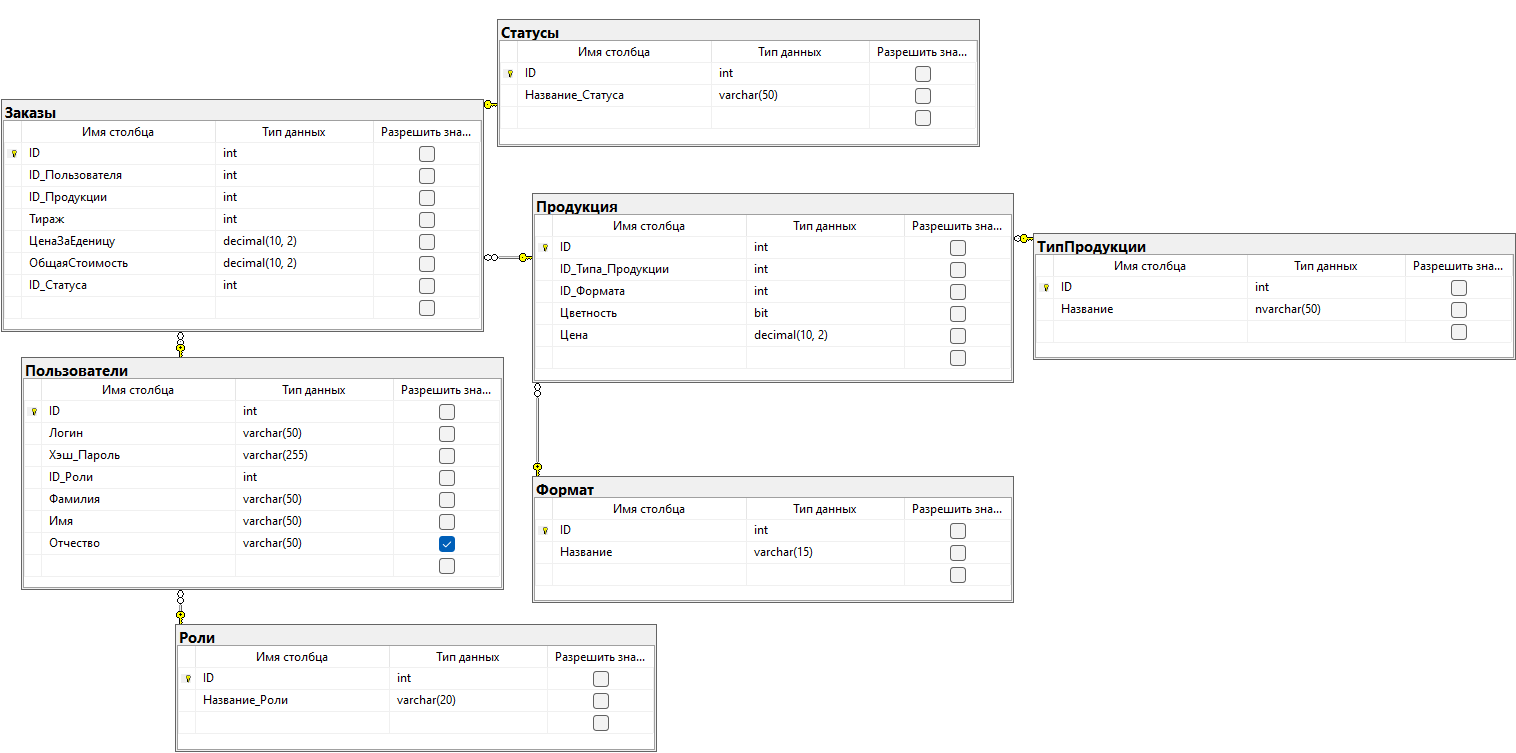 Статусы
Имя столбца Тип данных Разрешить зна...
ID int
Название_Статуса varchar(50)
Заказы
Имя столбца Тип данных Разрешить зна...
ID int
ID_Пользователя int
ID_Продукции int
Тираж int
ЦенаЗаЕденицу decimal(10, 2)
ОбщаяСтоимость decimal(10, 2)
ID_Статуса int
Продукция
Имя столбца Тип данных Разрешить зна...
ID int
ID_Типа_Продукции int
ID_Формата int
Цветность bit
Цена decimal(10, 2)
ТипПродукции
Имя столбца Тип данных Разрешить зна...
ID int
Название nvarchar(50)
Пользователи
Имя столбца Тип данных Разрешить зна...
ID int
Логин varchar(50)
Хэш_Пароль varchar(255)
ID_Роли int
Фамилия varchar(50)
Имя varchar(50)
Отчество varchar(50)
Формат
Имя столбца Тип данных Разрешить зна...
ID int
Название varchar(15)
Роли
Имя столбца Тип данных Разрешить зна...
ID int
Название_Роли varchar(20)